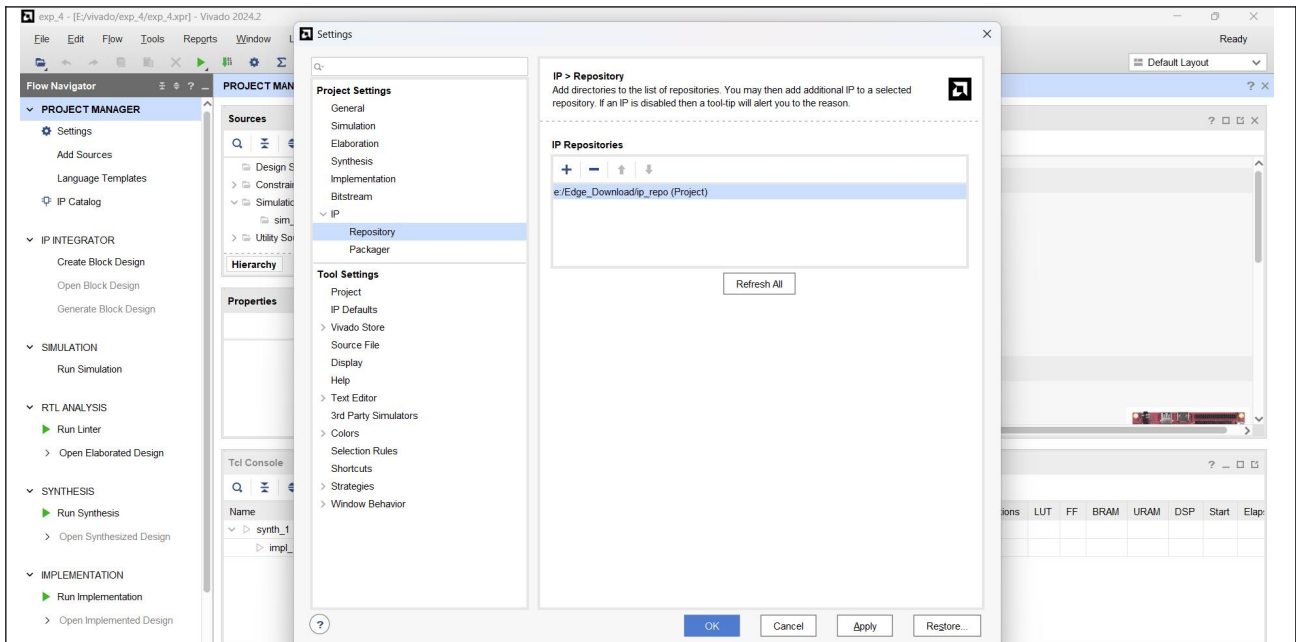 exp_4 - [E:/vivado/exp_4/exp_4.xpr] - Vivado 2024.2
File Edit Flow Tools Reports Window L
Ready
Default Layout
Flow Navigator
PROJECT MANAGER
Settings
Add Sources
Language Templates
IP Catalog
IP INTEGRATOR
Create Block Design
Open Block Design
Generate Block Design
SIMULATION
Run Simulation
RTL ANALYSIS
Run Linter
Open Elaborated Design
SYNTHESIS
Run Synthesis
Open Synthesized Design
IMPLEMENTATION
Run Implementation
Open Implemented Design
PROJECT MAN
Sources
Design S
Constrai
Simulatic
sim_
Utility So
Hierarchy
Properties
Tcl Console
Name
synth_1
impl_
Settings
Q-
Project Settings
General
Simulation
Elaboration
Synthesis
Implementation
Bitstream
IP
Repository
Packager
Tool Settings
Project
IP Defaults
Vivado Store
Source File
Display
Help
Text Editor
3rd Party Simulators
Colors
Selection Rules
Shortcuts
Strategies
Window Behavior
IP > Repository
Add directories to the list of repositories. You may then add additional IP to a selected
repository. If an IP is disabled then a tool-tip will alert you to the reason.
IP Repositories
e:/Edge_Download/ip_repo (Project)
Refresh All
? OK Cancel Apply Restore...
tions LUT FF BRAM URAM DSP Start Elaps